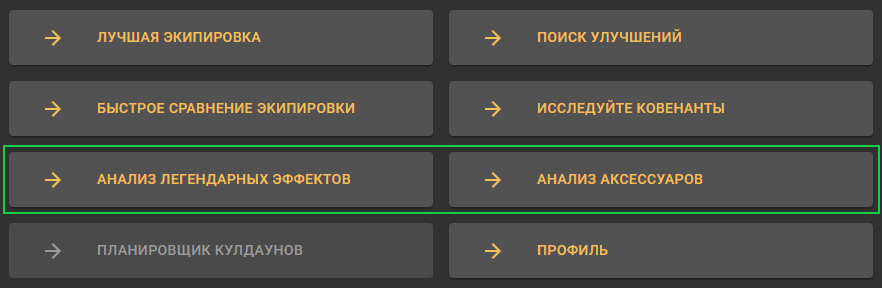 ЛУЧШАЯ ЭКИПИРОВКА
ПОИСК УЛУЧШЕНИЙ
БЫСТРОЕ СРАВНЕНИЕ ЭКИПИРОВКИ
ИССЛЕДУЙТЕ КОВЕНАНТЫ
АНАЛИЗ ЛЕГЕНДАРНЫХ ЭФФЕКТОВ
АНАЛИЗ АКСЕССУАРОВ
ПЛАНИРОВЩИК КУЛДАУНОВ
ПРОФИЛЬ